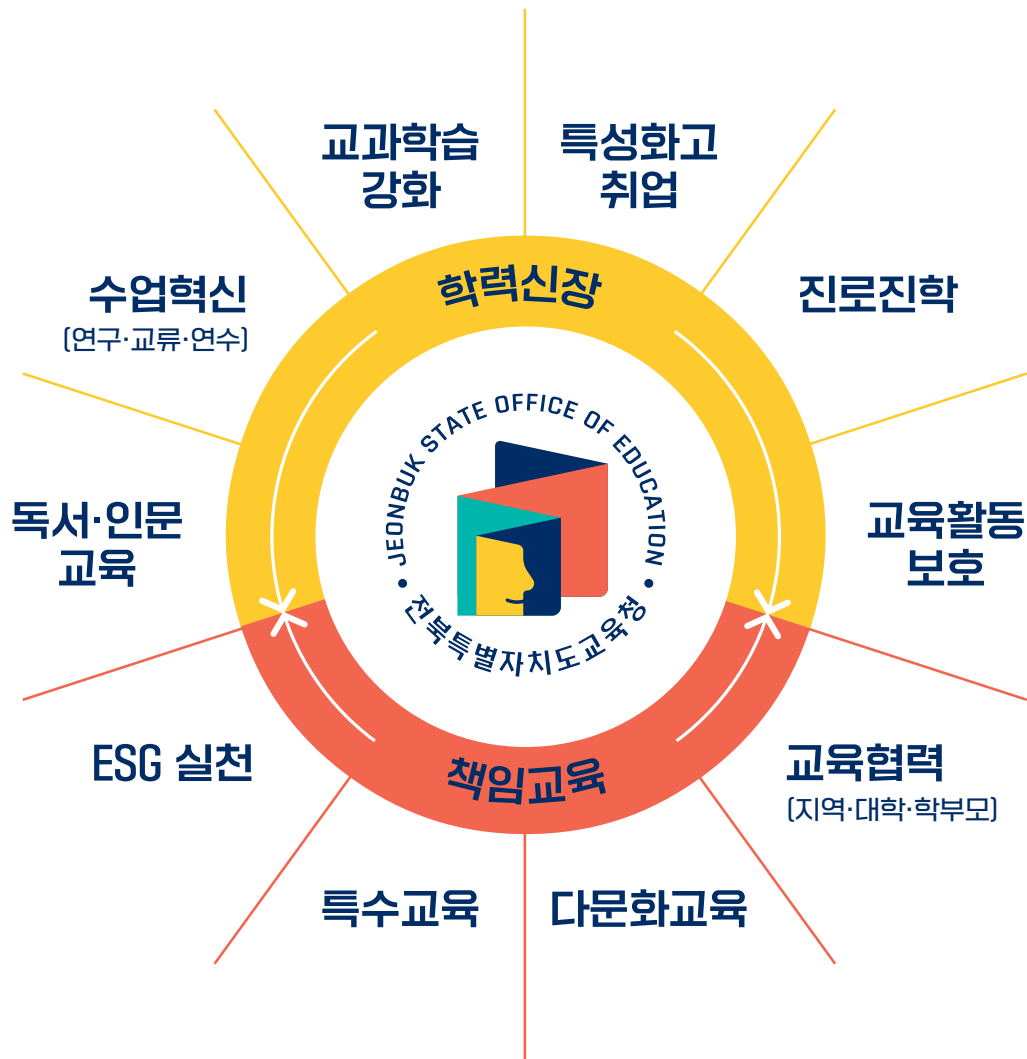 교과학습
강화
특성화고
취업
수업혁신
(연구·교류·연수)
학력신장
진로진학
JEONBUK STATE OFFICE OF EDUCATION
전북특별자치도교육청
독서·인문
교육
교육활동
보호
ESG 실천
책임교육
교육협력
(지역·대학·학부모)
특수교육
다문화교육